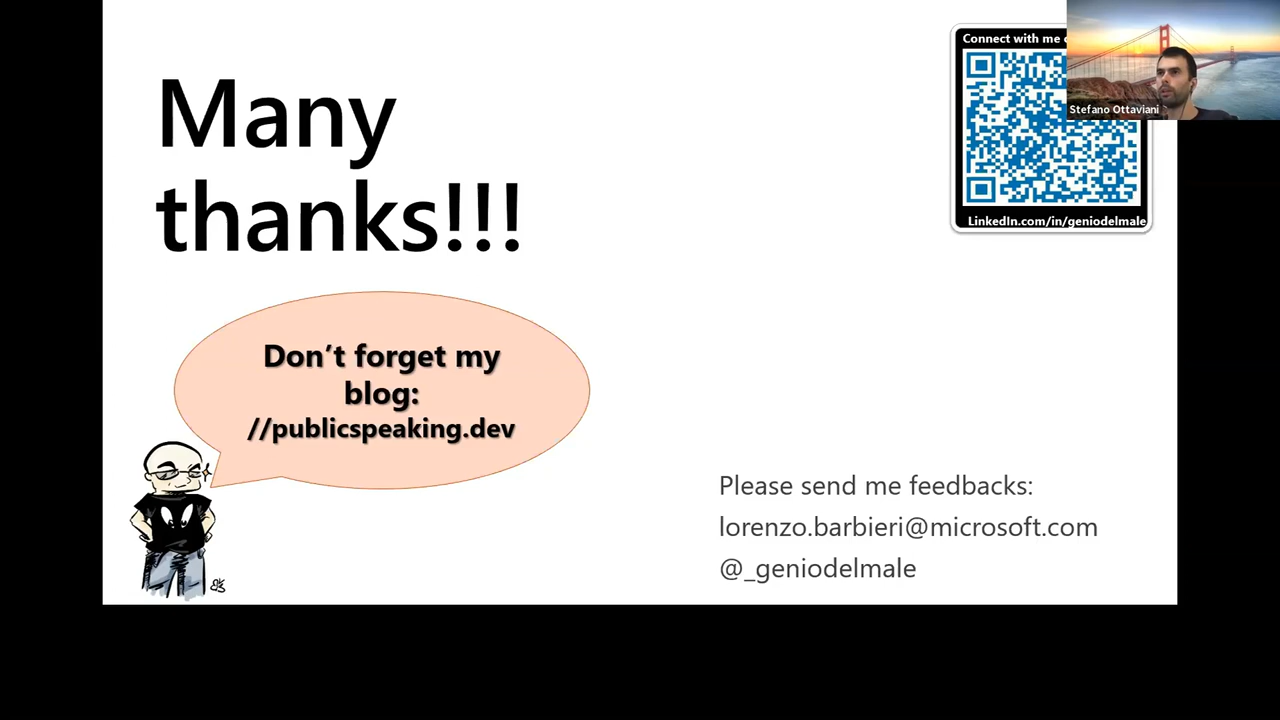 Many
thanks!!!
Connect with me
Stefano Ottaviani
LinkedIn.com/in/geniodelmale
Don’t forget my
blog:
//publicspeaking.dev
Please send me feedbacks:
lorenzo.barbieri@microsoft.com
@_geniodelmale